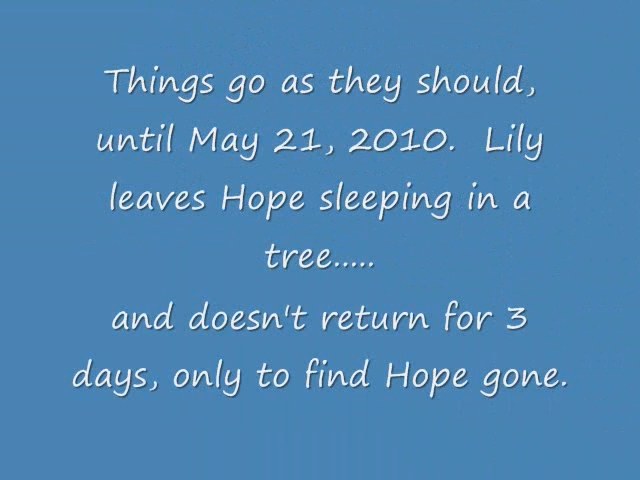 Things go as they should,
until May 21, 2010.  Lily
leaves Hope sleeping in a
tree.....
and doesn't return for 3
days, only to find Hope gone.